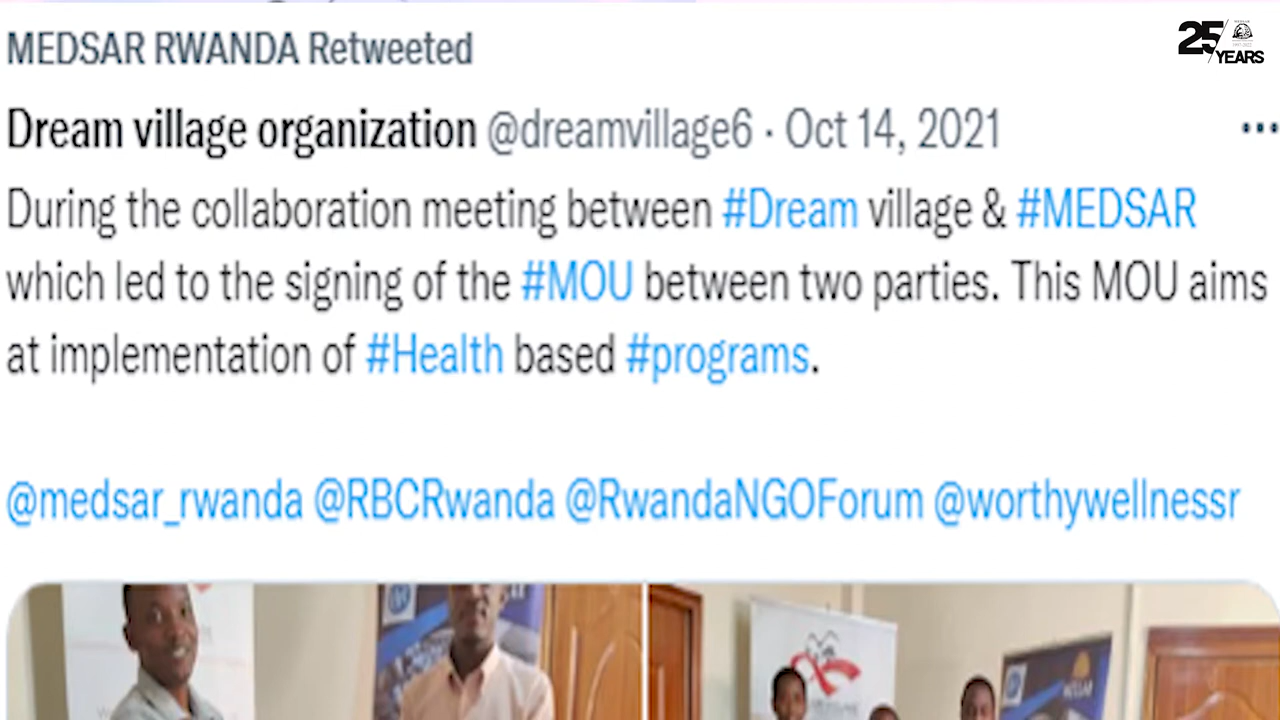 MEDSAR RWANDA Retweeted
25 YEARS
Dream village organization @dreamvillage6 · Oct 14, 2021
During the collaboration meeting between #Dream village & #MEDSAR
which led to the signing of the #MOU between two parties. This MOU aims
at implementation of #Health based #programs.
@medsar_rwanda @RBCRwanda @RwandaNGOForum @worthywellnessr